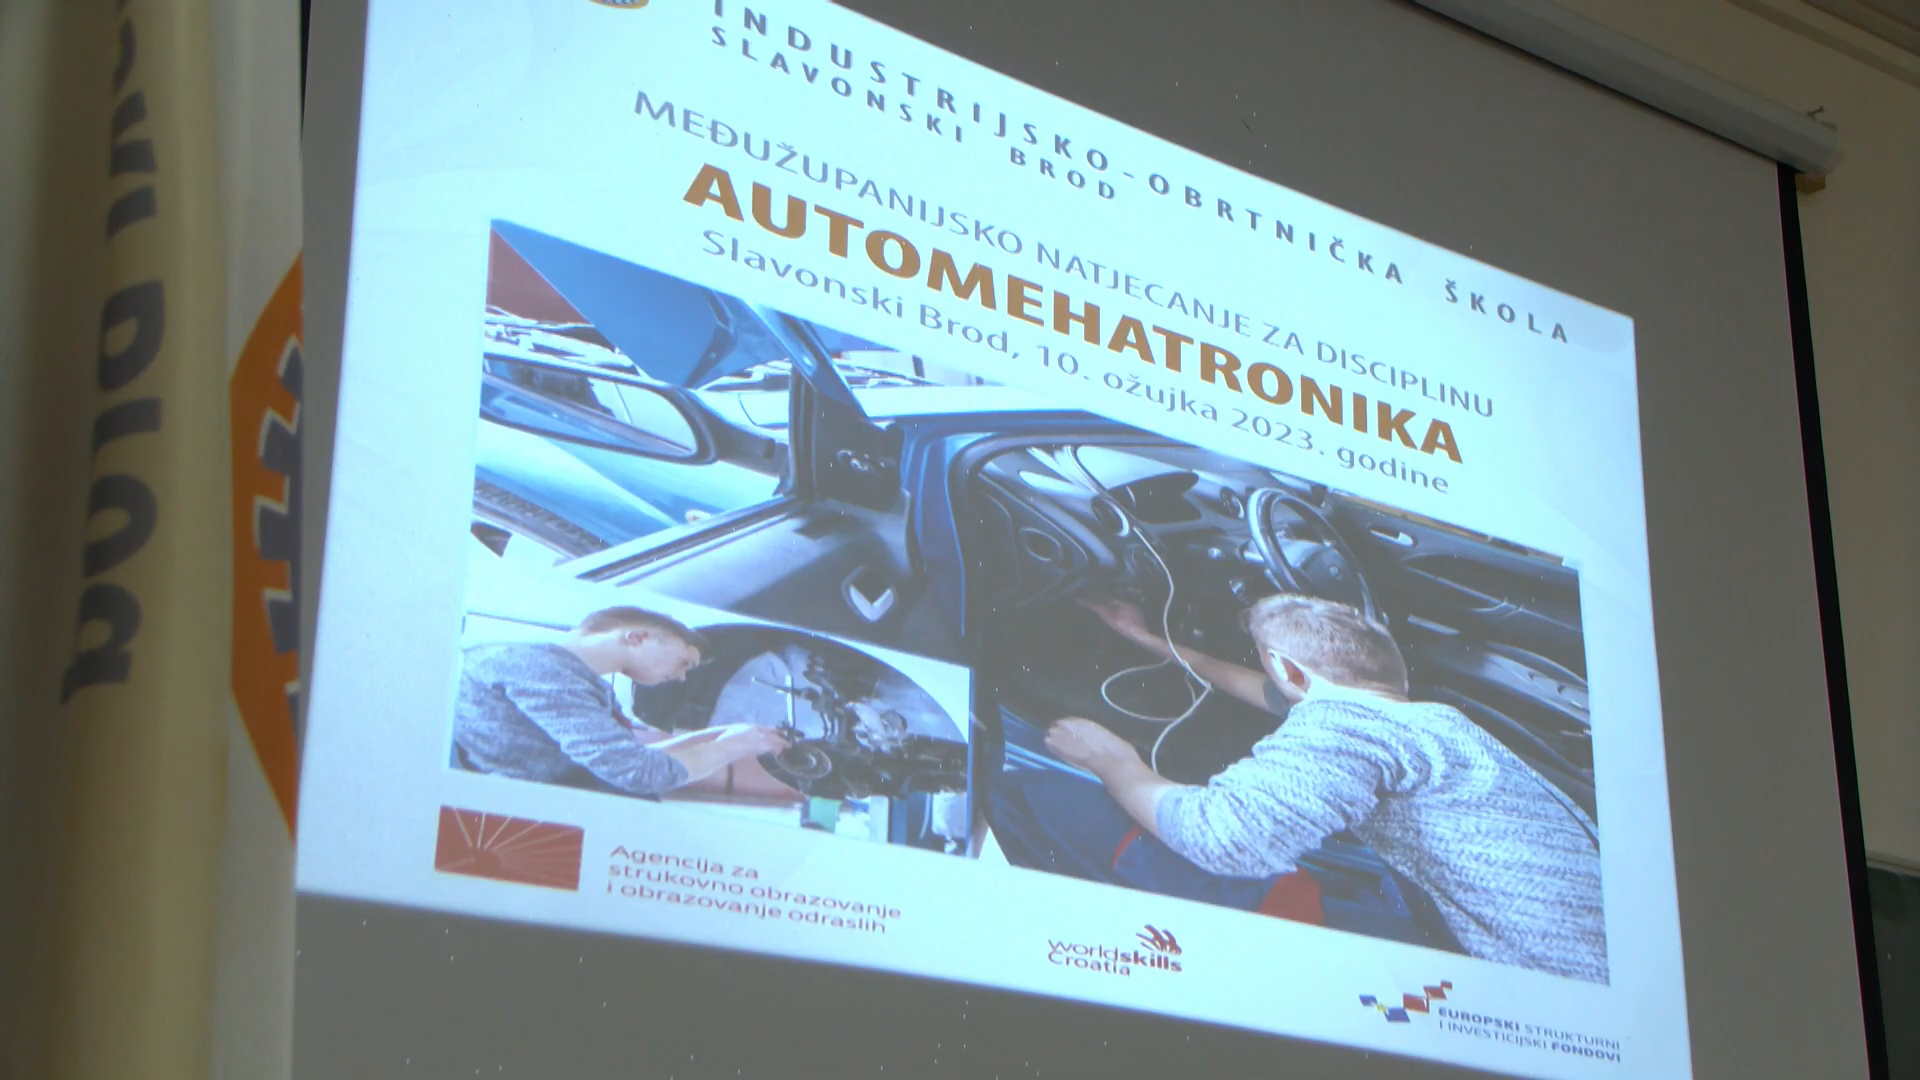 INDUSTRIJSKO-OBRTNIČKA ŠKOLA
SLAVONSKI BROD
MEĐUŽUPANIJSKO NATJECANJE ZA DISCIPLINU
AUTOMEHATRONIKA
Slavonski Brod, 10. ožujka 2023. godine
Agencija za
strukovno obrazovanje
i obrazovanje odraslih
worldskills
Croatia
EUROPSKI STRUKTURNI
I INVESTICIJSKI FONDOVI